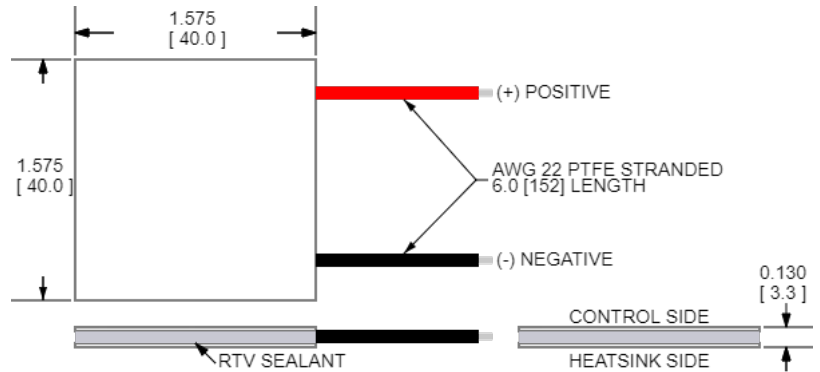 1.575
[ 40.0 ]
(+) POSITIVE
1.575
[ 40.0 ]
AWG 22 PTFE STRANDED
6.0 [152] LENGTH
(-) NEGATIVE
0.130
[ 3.3 ]
CONTROL SIDE
RTV SEALANT
HEATSINK SIDE